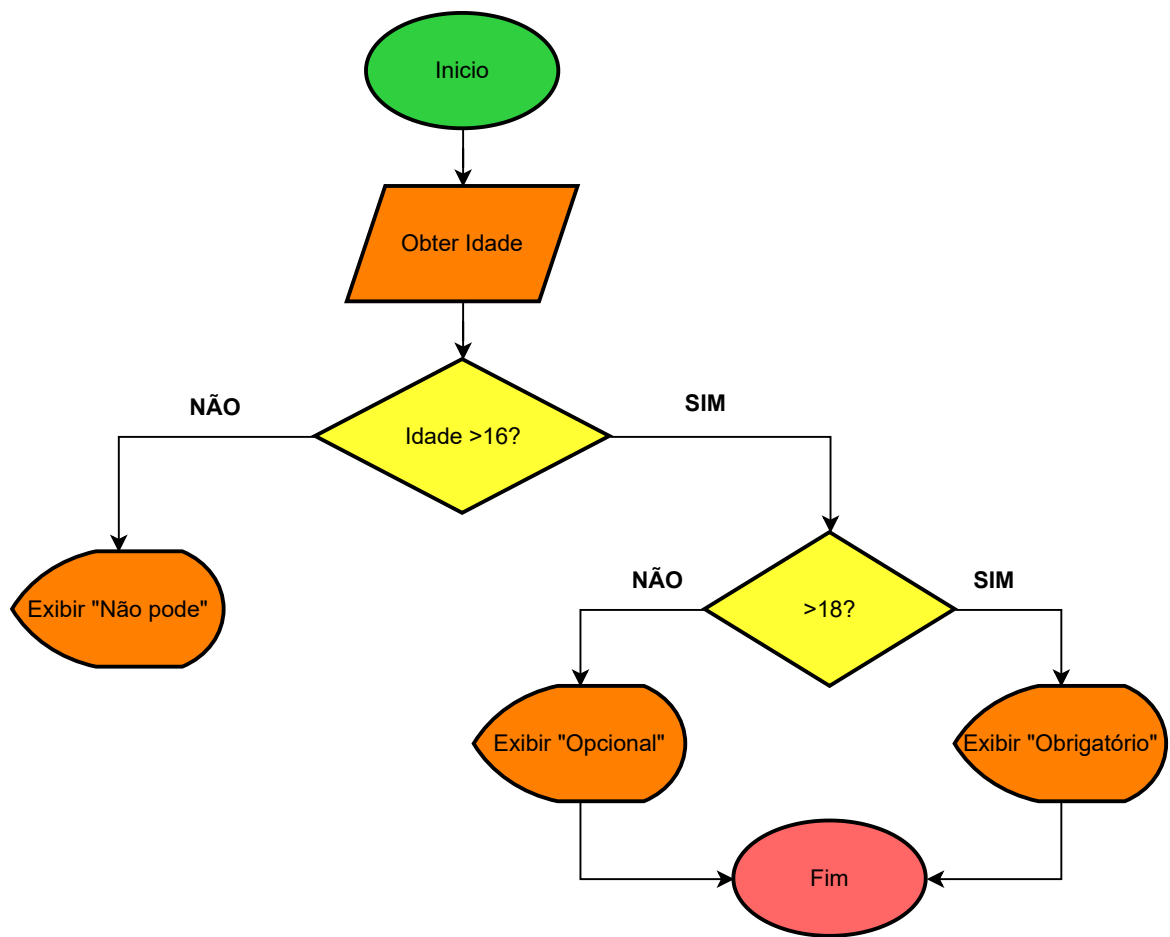 Inicio
Obter Idade
Idade >16?
NÃO
SIM
Exibir "Não pode"
>18?
NÃO
SIM
Exibir "Opcional"
Exibir "Obrigatório"
Fim